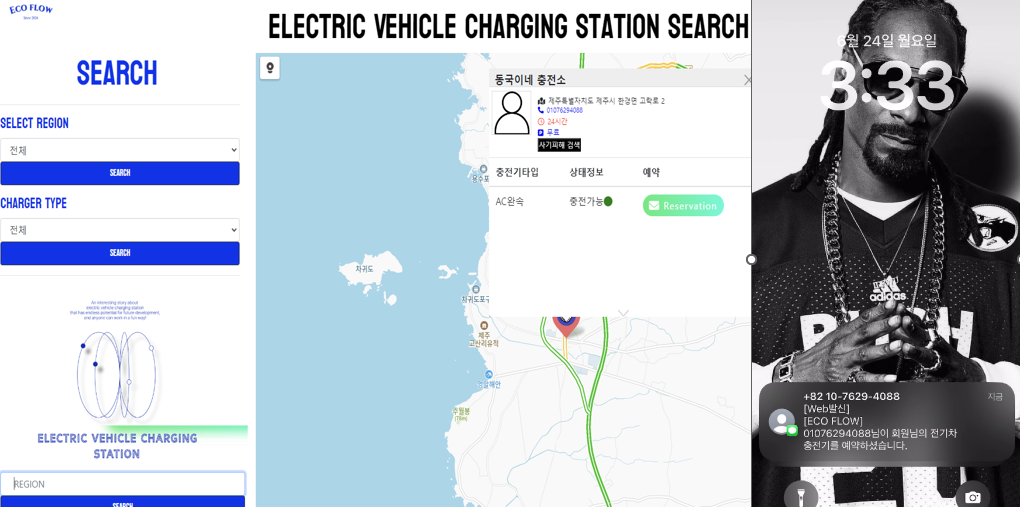 ECO FLOW
Since 2024
SEARCH
SELECT REGION
전체
SEARCH
CHARGER TYPE
전체
SEARCH
An interesting story about
electric vehicle charging station
that has endless potential for future development,
and anyone can work in a fun way!
ELECTRIC VEHICLE CHARGING
STATION
REGION
SEARCH
ELECTRIC VEHICLE CHARGING STATION SEARCH
동국이네 충전소
X
제주특별자치도 제주시 한경면 고락로 2
01076294088
24시간
무료
사기피해 검색
충전기타입 상태정보 예약
AC완속 충전가능 Reservation
용수포
차귀도
차귀도포구
제주
고산리유적
수월봉
6월 24일 월요일
3:33
adidas
+82 10-7629-4088 지금
[Web발신]
[ECO FLOW]
01076294088님이 회원님의 전기차
충전기를 예약하셨습니다.